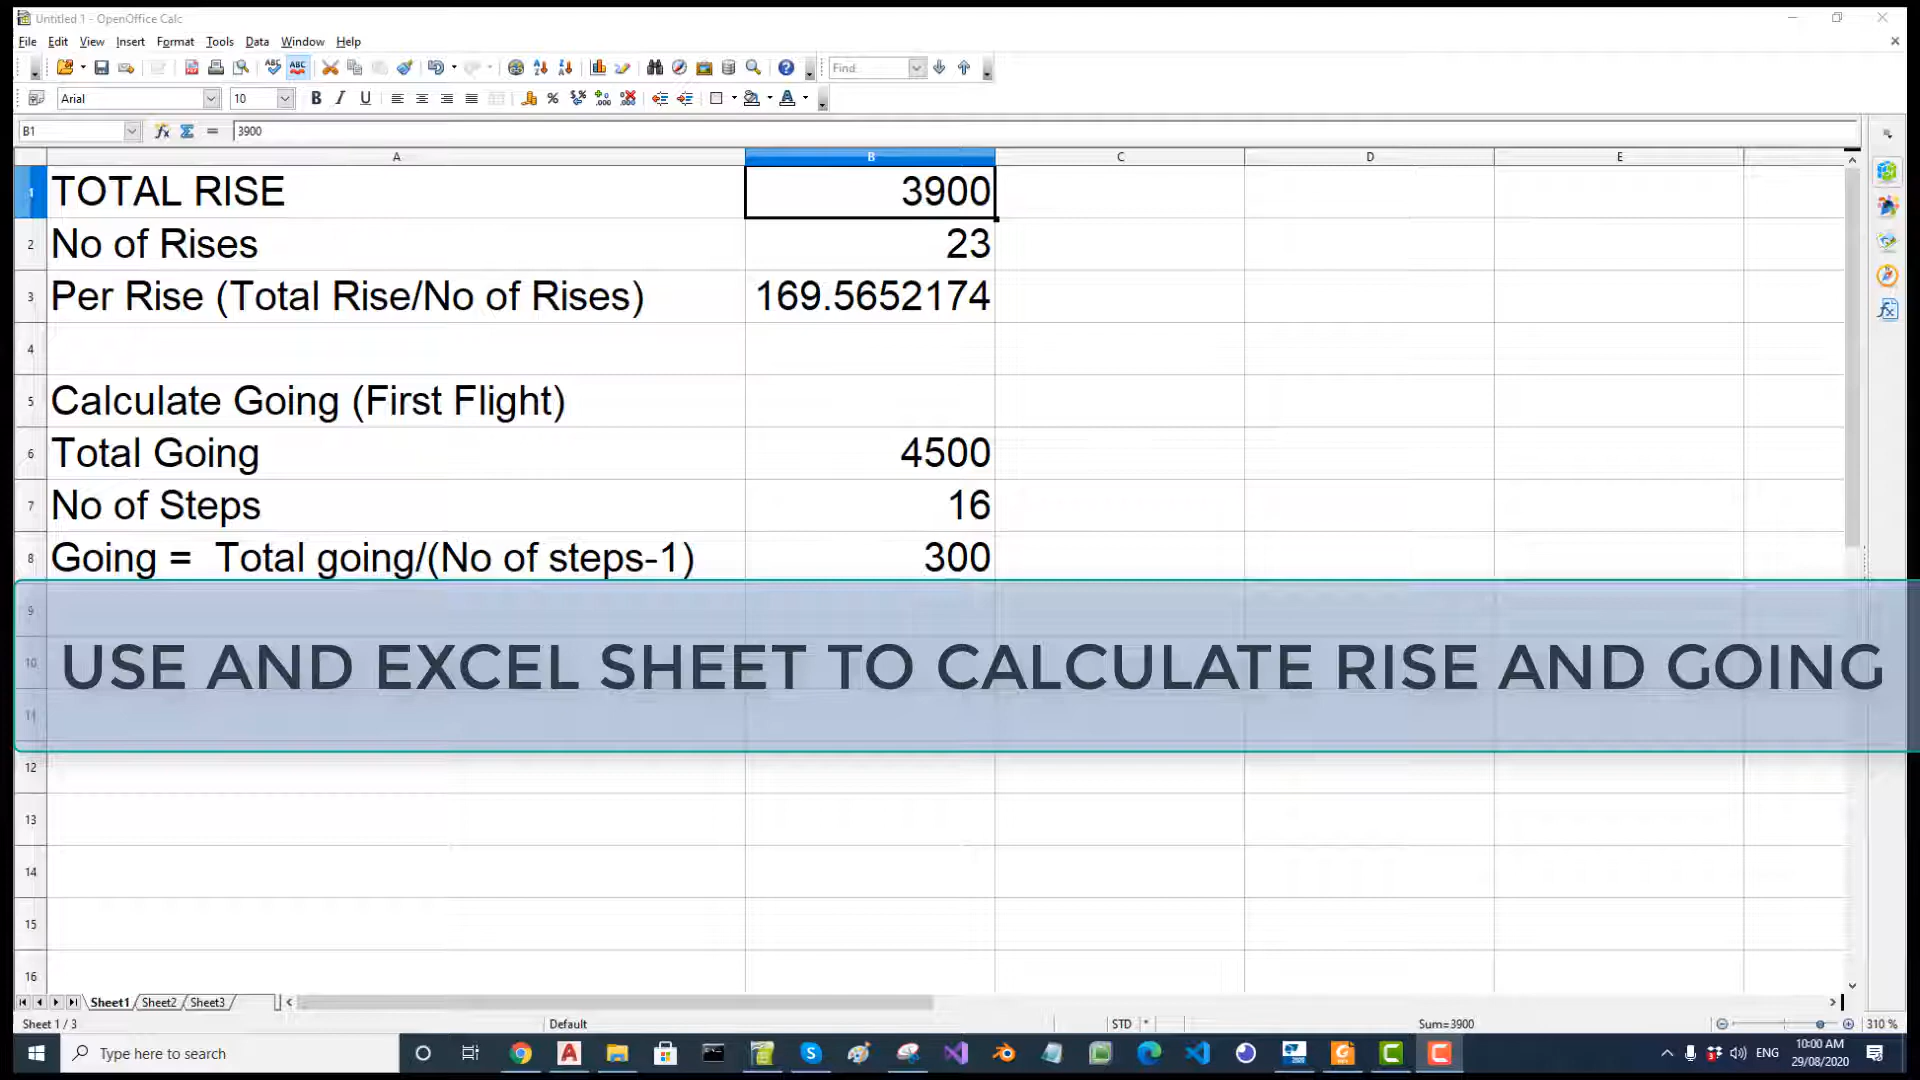 Untitled 1 - OpenOffice Calc
File Edit View Insert Format Tools Data Window Help
Find
Arial 10
B1 3900
A B C D E
1 TOTAL RISE 3900
2 No of Rises 23
3 Per Rise (Total Rise/No of Rises) 169.5652174
4
5 Calculate Going (First Flight)
6 Total Going 4500
7 No of Steps 16
8 Going = Total going/(No of steps-1) 300
9
10
USE AND EXCEL SHEET TO CALCULATE RISE AND GOING
11
12
13
14
15
16
Sheet1 Sheet2 Sheet3
Sheet 1 / 3 Default STD * Sum=3900 310 %
Type here to search
ENG
10:00 AM
29/08/2020